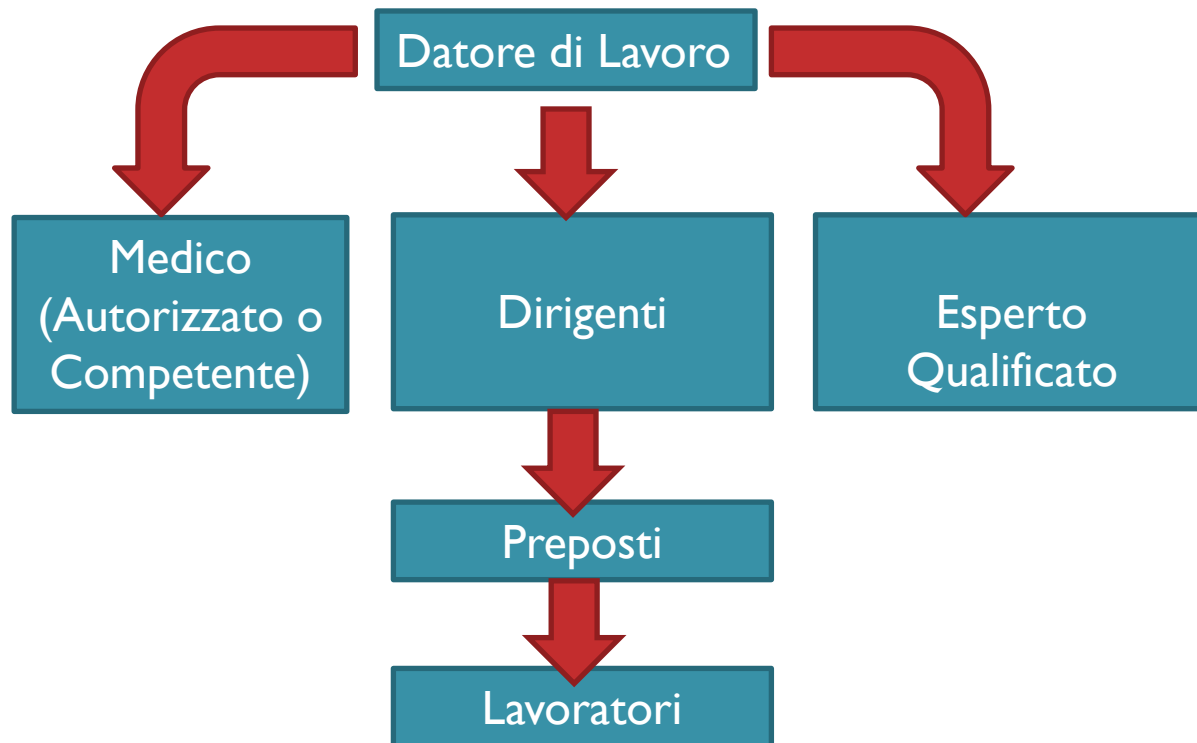 Datore di Lavoro
Medico
(Autorizzato o
Competente)
Dirigenti
Esperto
Qualificato
Preposti
Lavoratori